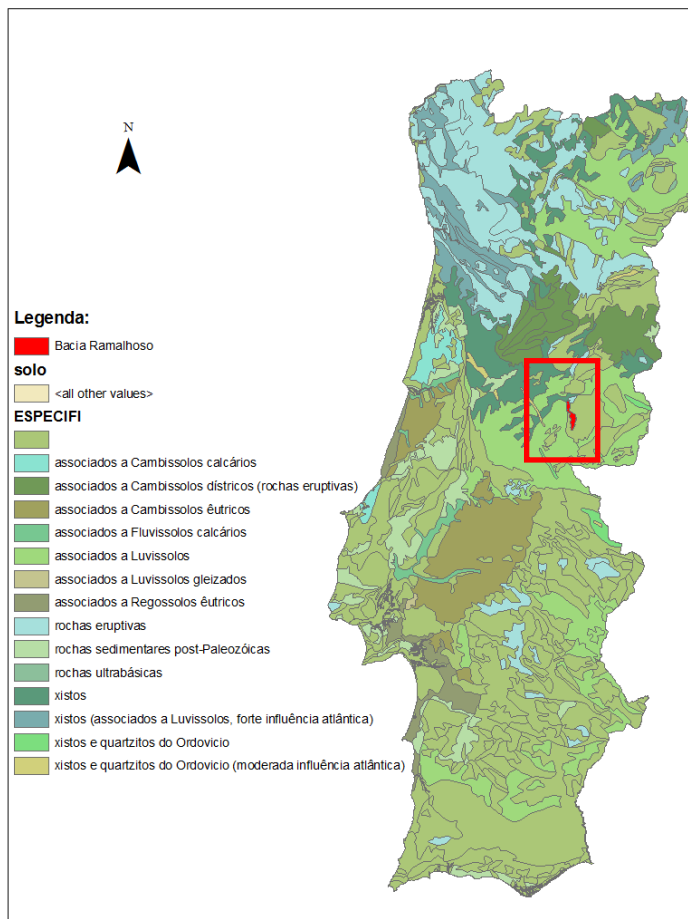 N
Legenda:
Bacia Ramalhoso
solo
<all other values>
ESPECIFI
associados a Cambissolos calcários
associados a Cambissolos dístricos (rochas eruptivas)
associados a Cambissolos êutricos
associados a Fluvissolos calcários
associados a Luvissolos
associados a Luvissolos gleizados
associados a Regossolos êutricos
rochas eruptivas
rochas sedimentares post-Paleozóicas
rochas ultrabásicas
xistos
xistos (associados a Luvissolos, forte influência atlântica)
xistos e quartzitos do Ordovicio
xistos e quartzitos do Ordovicio (moderada influência atlântica)